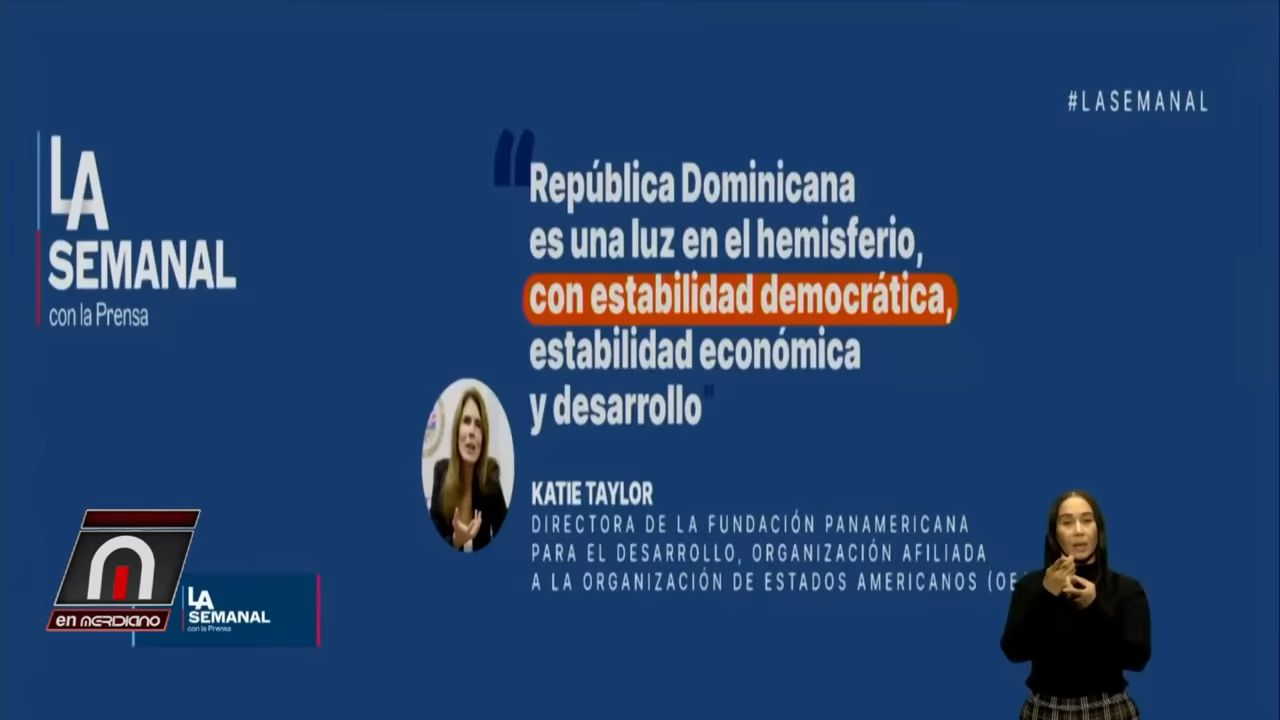 #LASEMANAL
LA
SEMANAL
con la Prensa
“República Dominicana
es una luz en el hemisferio,
con estabilidad democrática,
estabilidad económica
y desarrollo”
KATIE TAYLOR
DIRECTORA DE LA FUNDACIÓN PANAMERICANA
PARA EL DESARROLLO, ORGANIZACIÓN AFILIADA
A LA ORGANIZACIÓN DE ESTADOS AMERICANOS (OE
en MERIDIANO
LA
SEMANAL
con la Prensa